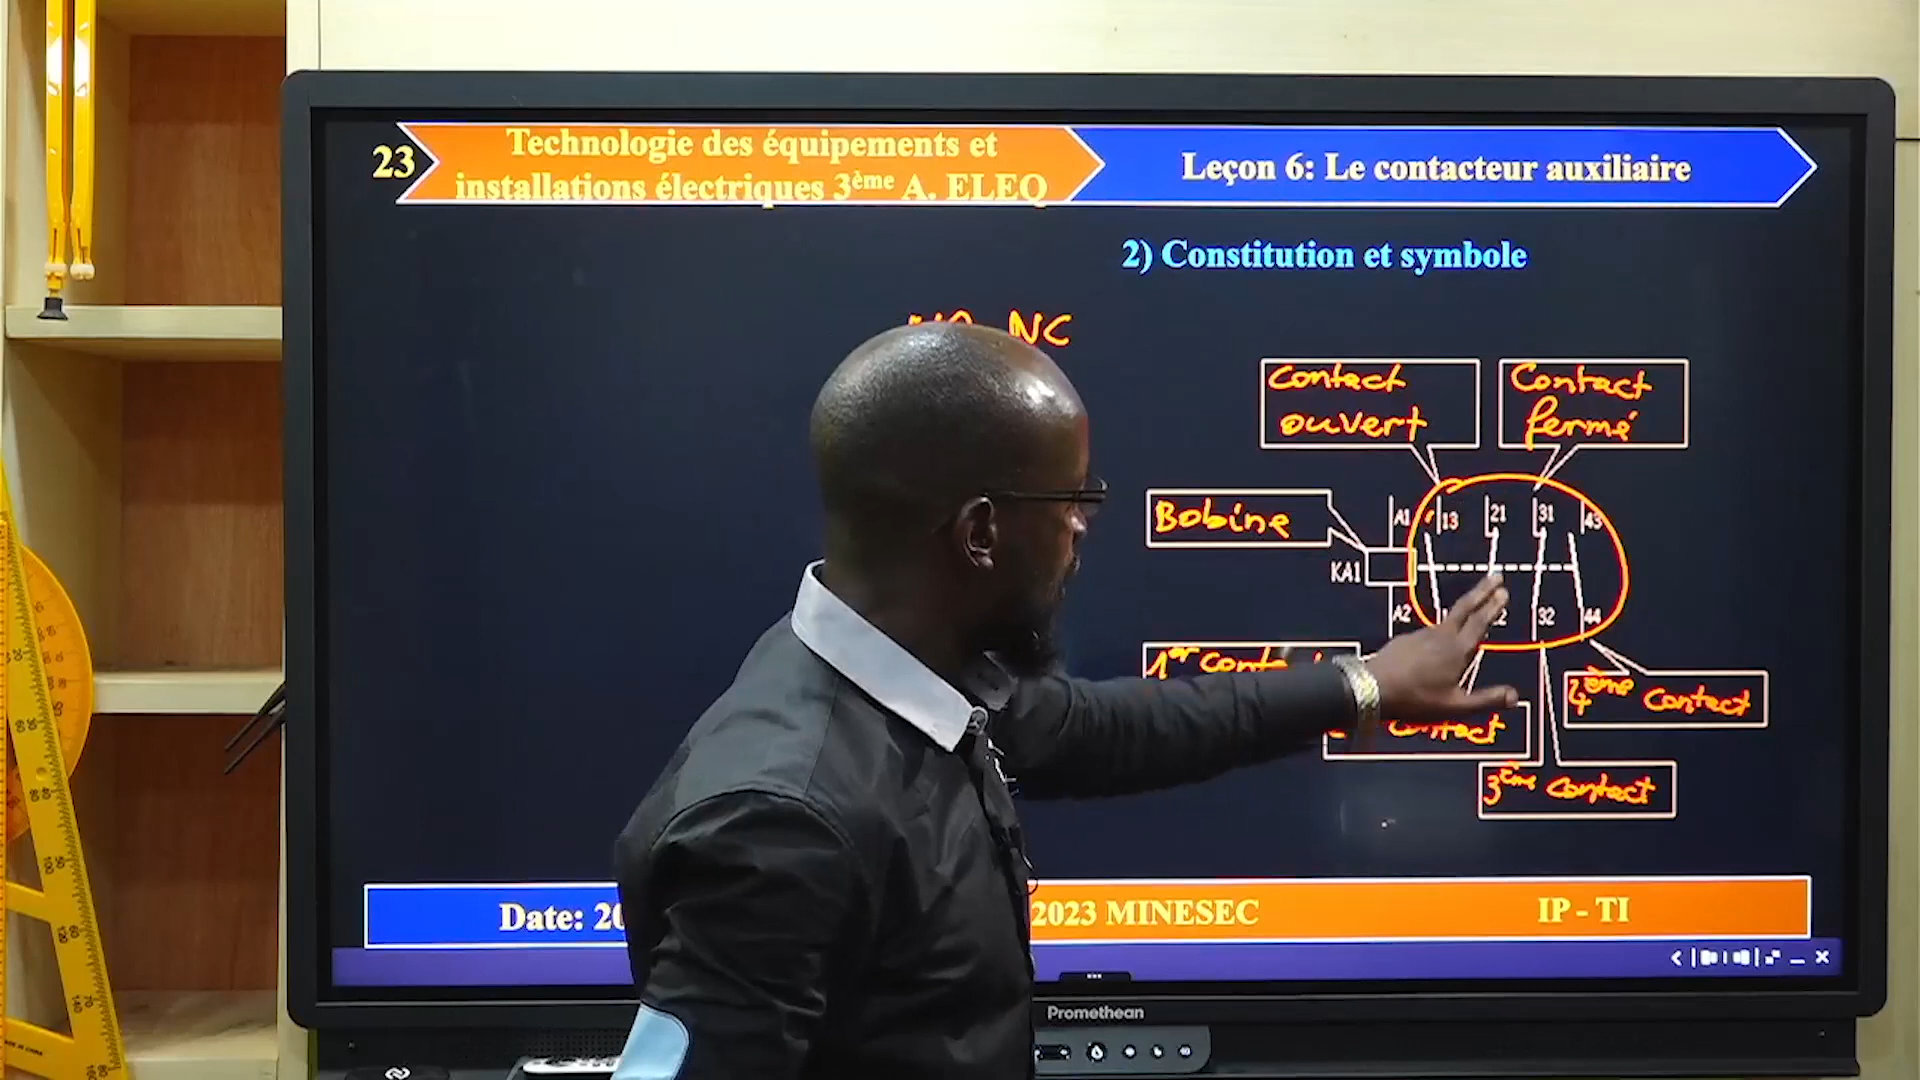 23
Technologie des équipements et
installations électriques 3ème A. ELEQ
Leçon 6: Le contacteur auxiliaire
2) Constitution et symbole
NC
Contact
ouvert
Contact
fermé
Bobine
A1 13 21 31 43
KA1
A2 32 44
1er
4ème contact
contact
3ème contact
Date: 2023 MINESEC IP - TI
Promethean